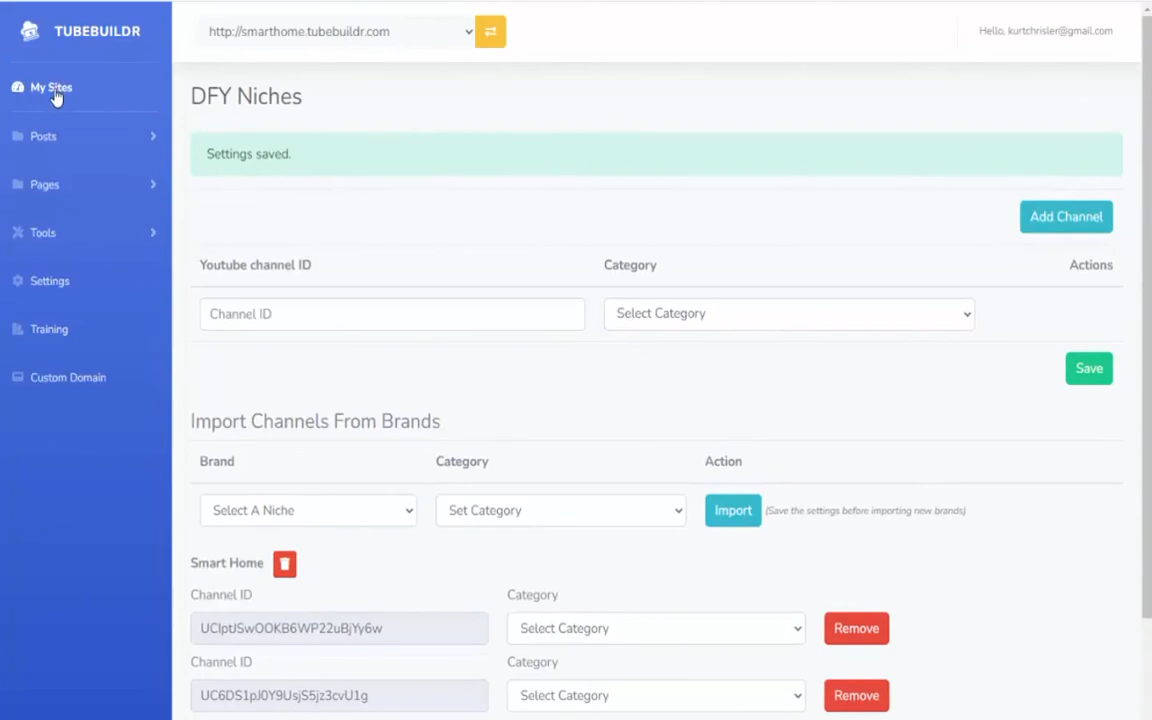 TUBEBUILDR
http://smarthome.tubebuildr.com
Hello, kurtchrisler@gmail.com
My Sites
Posts
Pages
Tools
Settings
Training
Custom Domain
DFY Niches
Settings saved.
Add Channel
Youtube channel ID Category Actions
Channel ID Select Category
Save
Import Channels From Brands
Brand Category Action
Select A Niche Set Category Import (Save the settings before importing new brands)
Smart Home
Channel ID Category
UCIptJSwOOKB6WP22uBjYy6w Select Category Remove
Channel ID Category
UC6DS1pJ0Y9UsjS5jz3cvU1g Select Category Remove